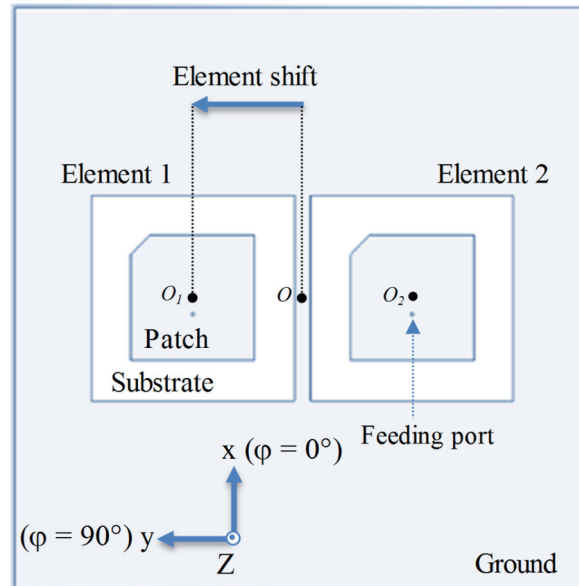 Element shift
Element 1
Element 2
O1
O
O2
Patch
Substrate
Feeding port
x (φ = 0°)
(φ = 90°) y
Z
Ground